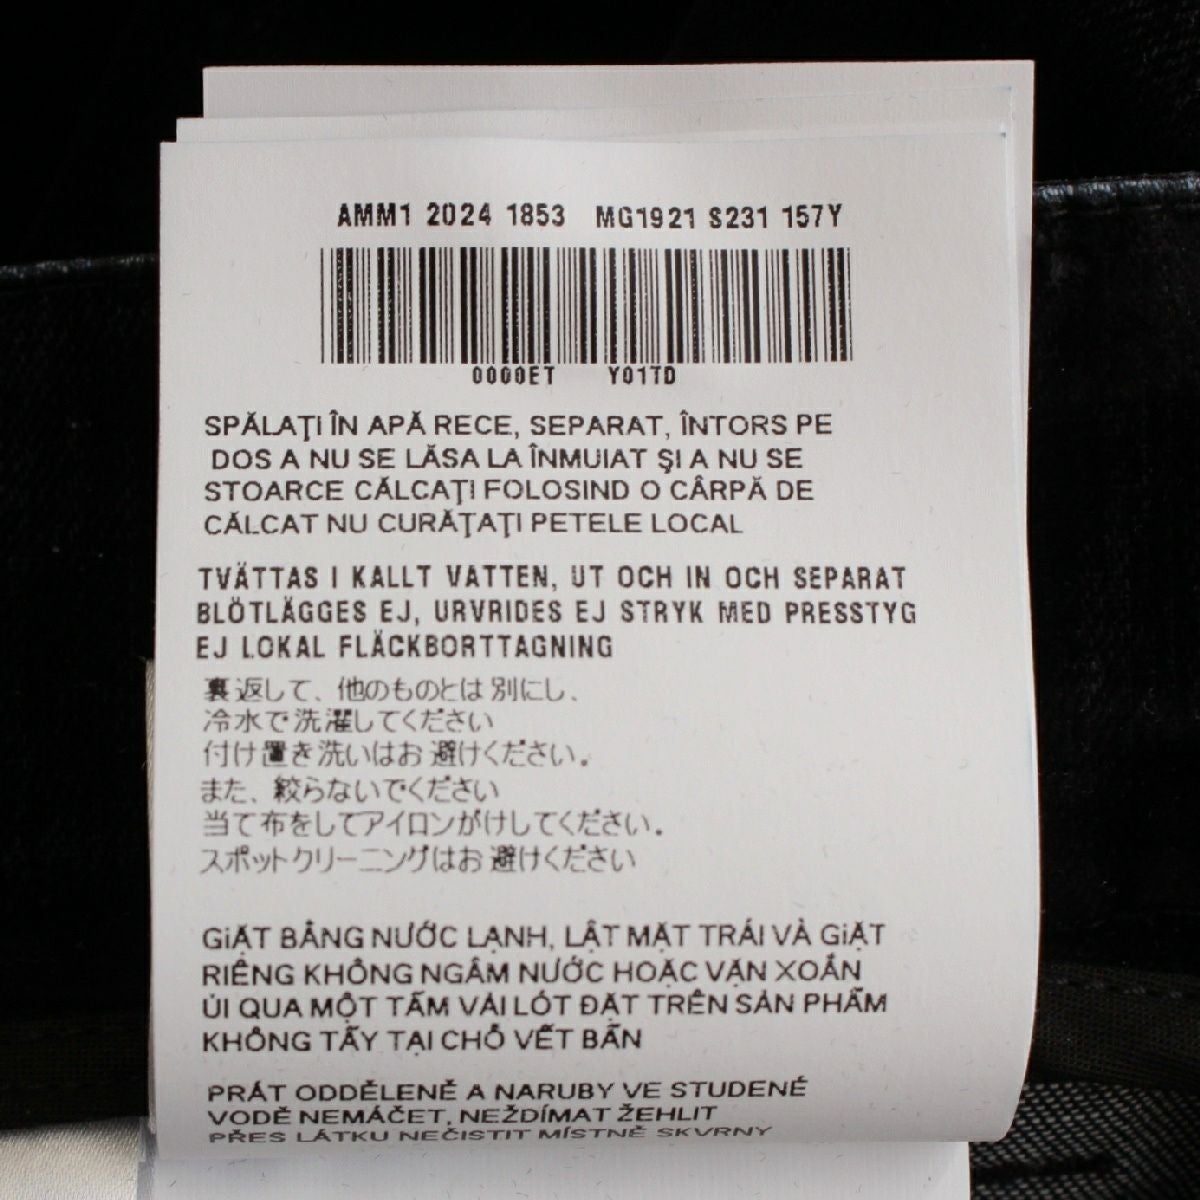 AMM1 2024 1853 MG1921 S231 157Y
0000ET Y01TD
SPĂLAŢI ÎN APĂ RECE, SEPARAT, ÎNTORS PE
DOS A NU SE LĂSA LA ÎNMUIAT ŞI A NU SE
STOARCE CĂLCAŢI FOLOSIND O CÂRPĂ DE
CĂLCAT NU CURĂŢAŢI PETELE LOCAL
TVÄTTAS I KALLT VATTEN, UT OCH IN OCH SEPARAT
BLÖTLÄGGES EJ, URVRIDES EJ STRYK MED PRESSTYG
EJ LOKAL FLÄCKBORTTAGNING
裏返して、他のものとは別にし、
冷水で洗濯してください
付け置き洗いはお避けください。
また、絞らないでください
当て布をしてアイロンがけしてください。
スポットクリーニングはお避けください
GiẶT BẰNG NƯỚC LẠNH, LẬT MẶT TRÁI VÀ GiẶT
RIÊNG KHÔNG NGÂM NƯỚC HOẶC VẶN XOẮN
ỦI QUA MỘT TẤM VẢI LÓT ĐẶT TRÊN SẢN PHẨM
KHÔNG TẨY TẠI CHỖ VẾT BẨN
PRÁT ODDĚLENĚ A NARUBY VE STUDENÉ
VODĚ NEMÁČET, NEŽDÍMAT ŽEHLIT
PŘES LÁTKU NEČISTIT MÍSTNĚ SKVRNY